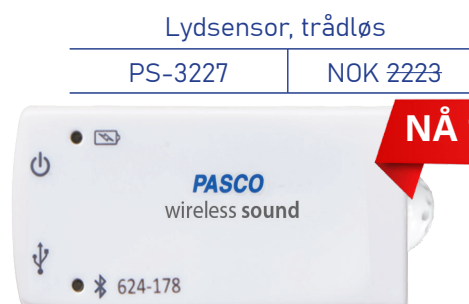 Lydsensor, trådløs
PS-3227 NOK 2223
NÅ
PASCO
wireless sound
624-178